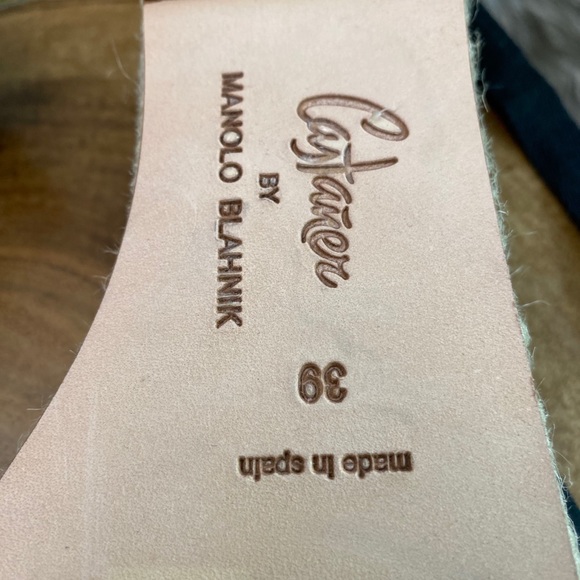 Castañer
BY
MANOLO BLAHNIK
39
made in spain